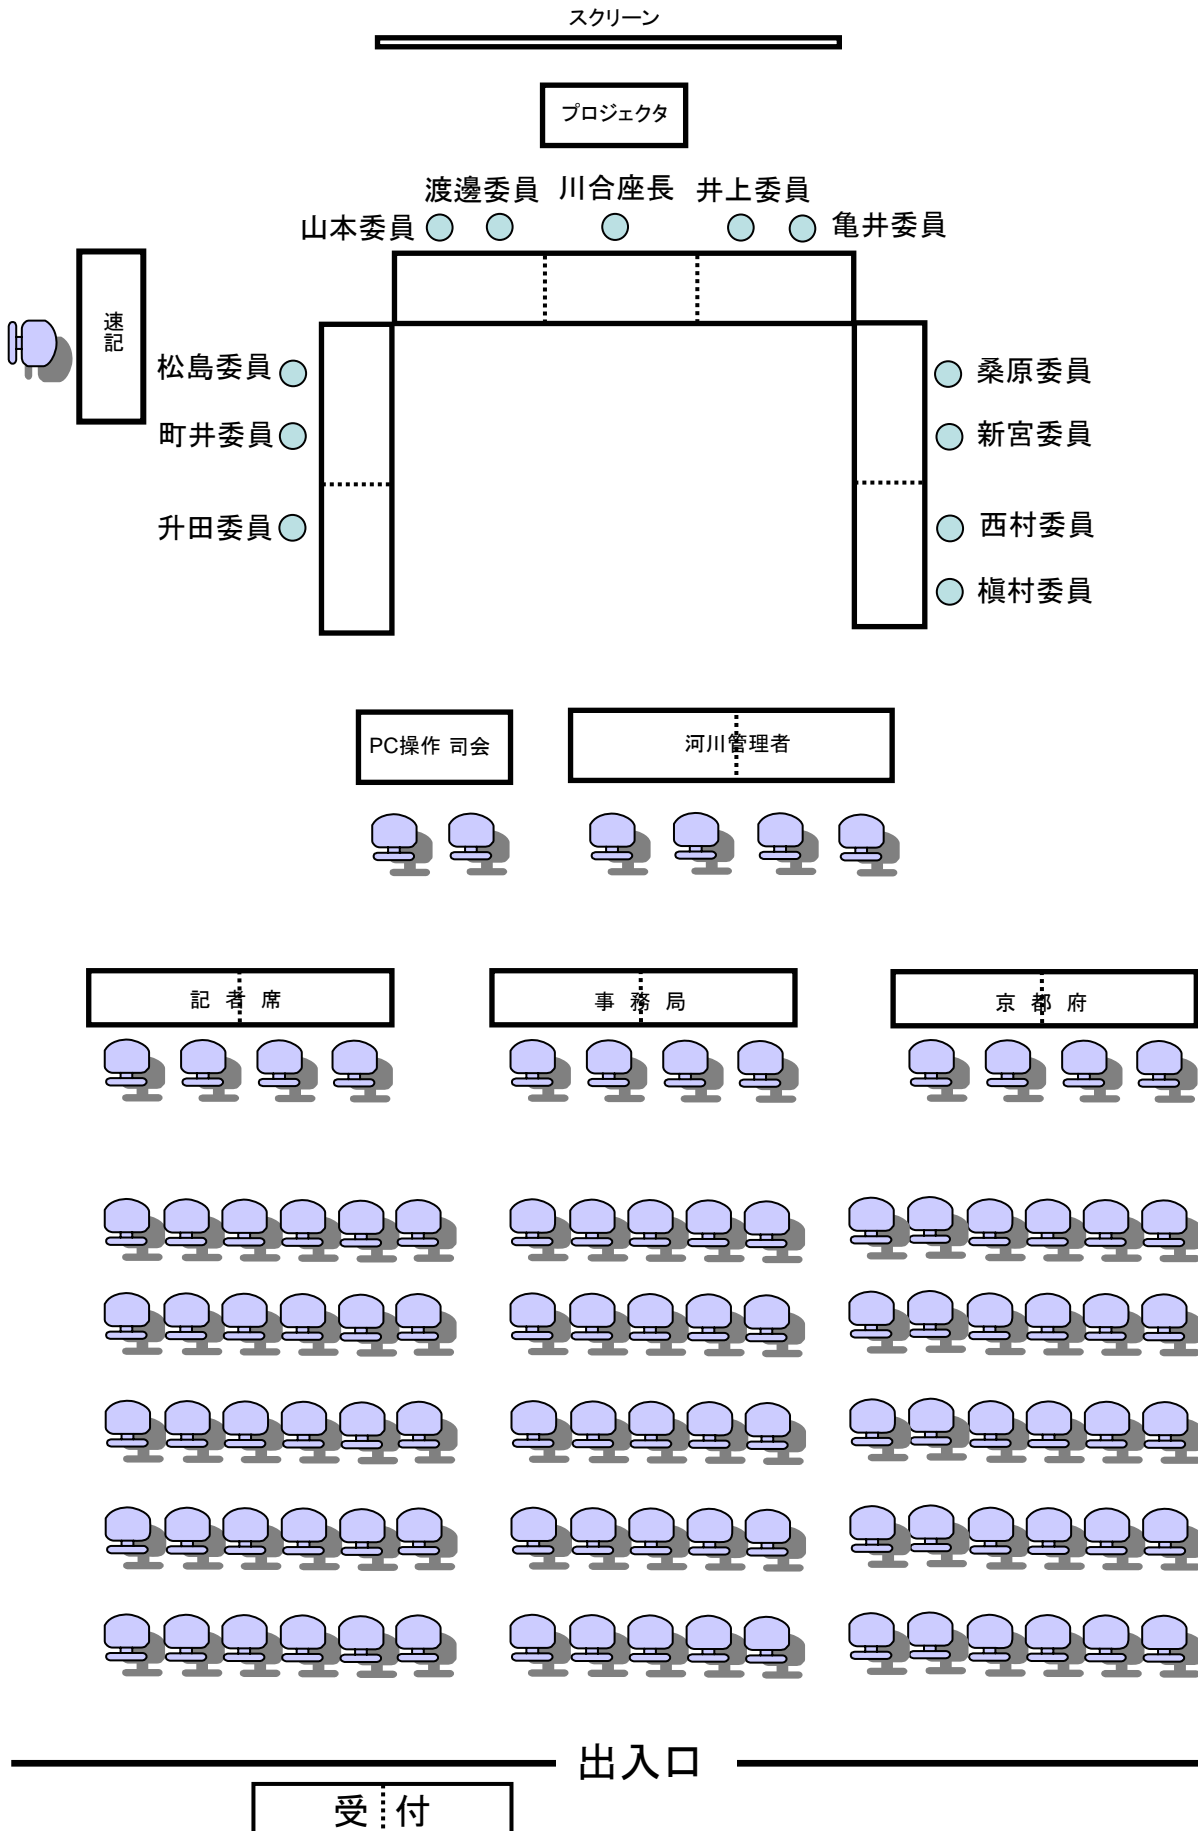 スクリーン
プロジェクタ
渡邊委員 川合座長 井上委員
山本委員 亀井委員
速記
松島委員 桑原委員
町井委員 新宮委員
升田委員 西村委員
槇村委員
PC操作 司会 河川管理者
記者席 事務局 京都府
出入口
受付